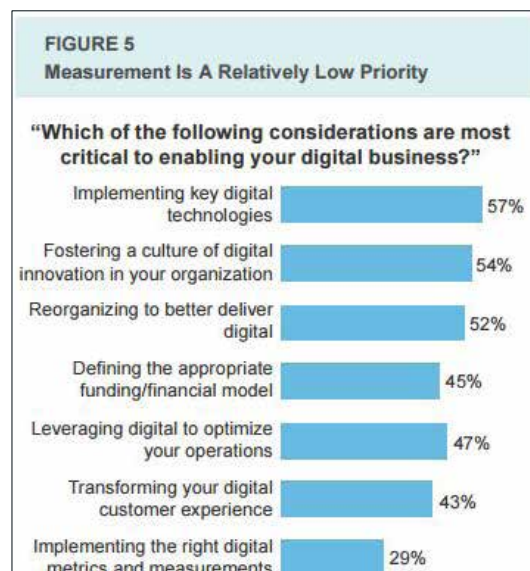 FIGURE 5
Measurement Is A Relatively Low Priority
“Which of the following considerations are most
critical to enabling your digital business?”
Implementing key digital
technologies
57%
Fostering a culture of digital
innovation in your organization
54%
Reorganizing to better deliver
digital
52%
Defining the appropriate
funding/financial model
45%
Leveraging digital to optimize
your operations
47%
Transforming your digital
customer experience
43%
Implementing the right digital
metrics and measurements
29%